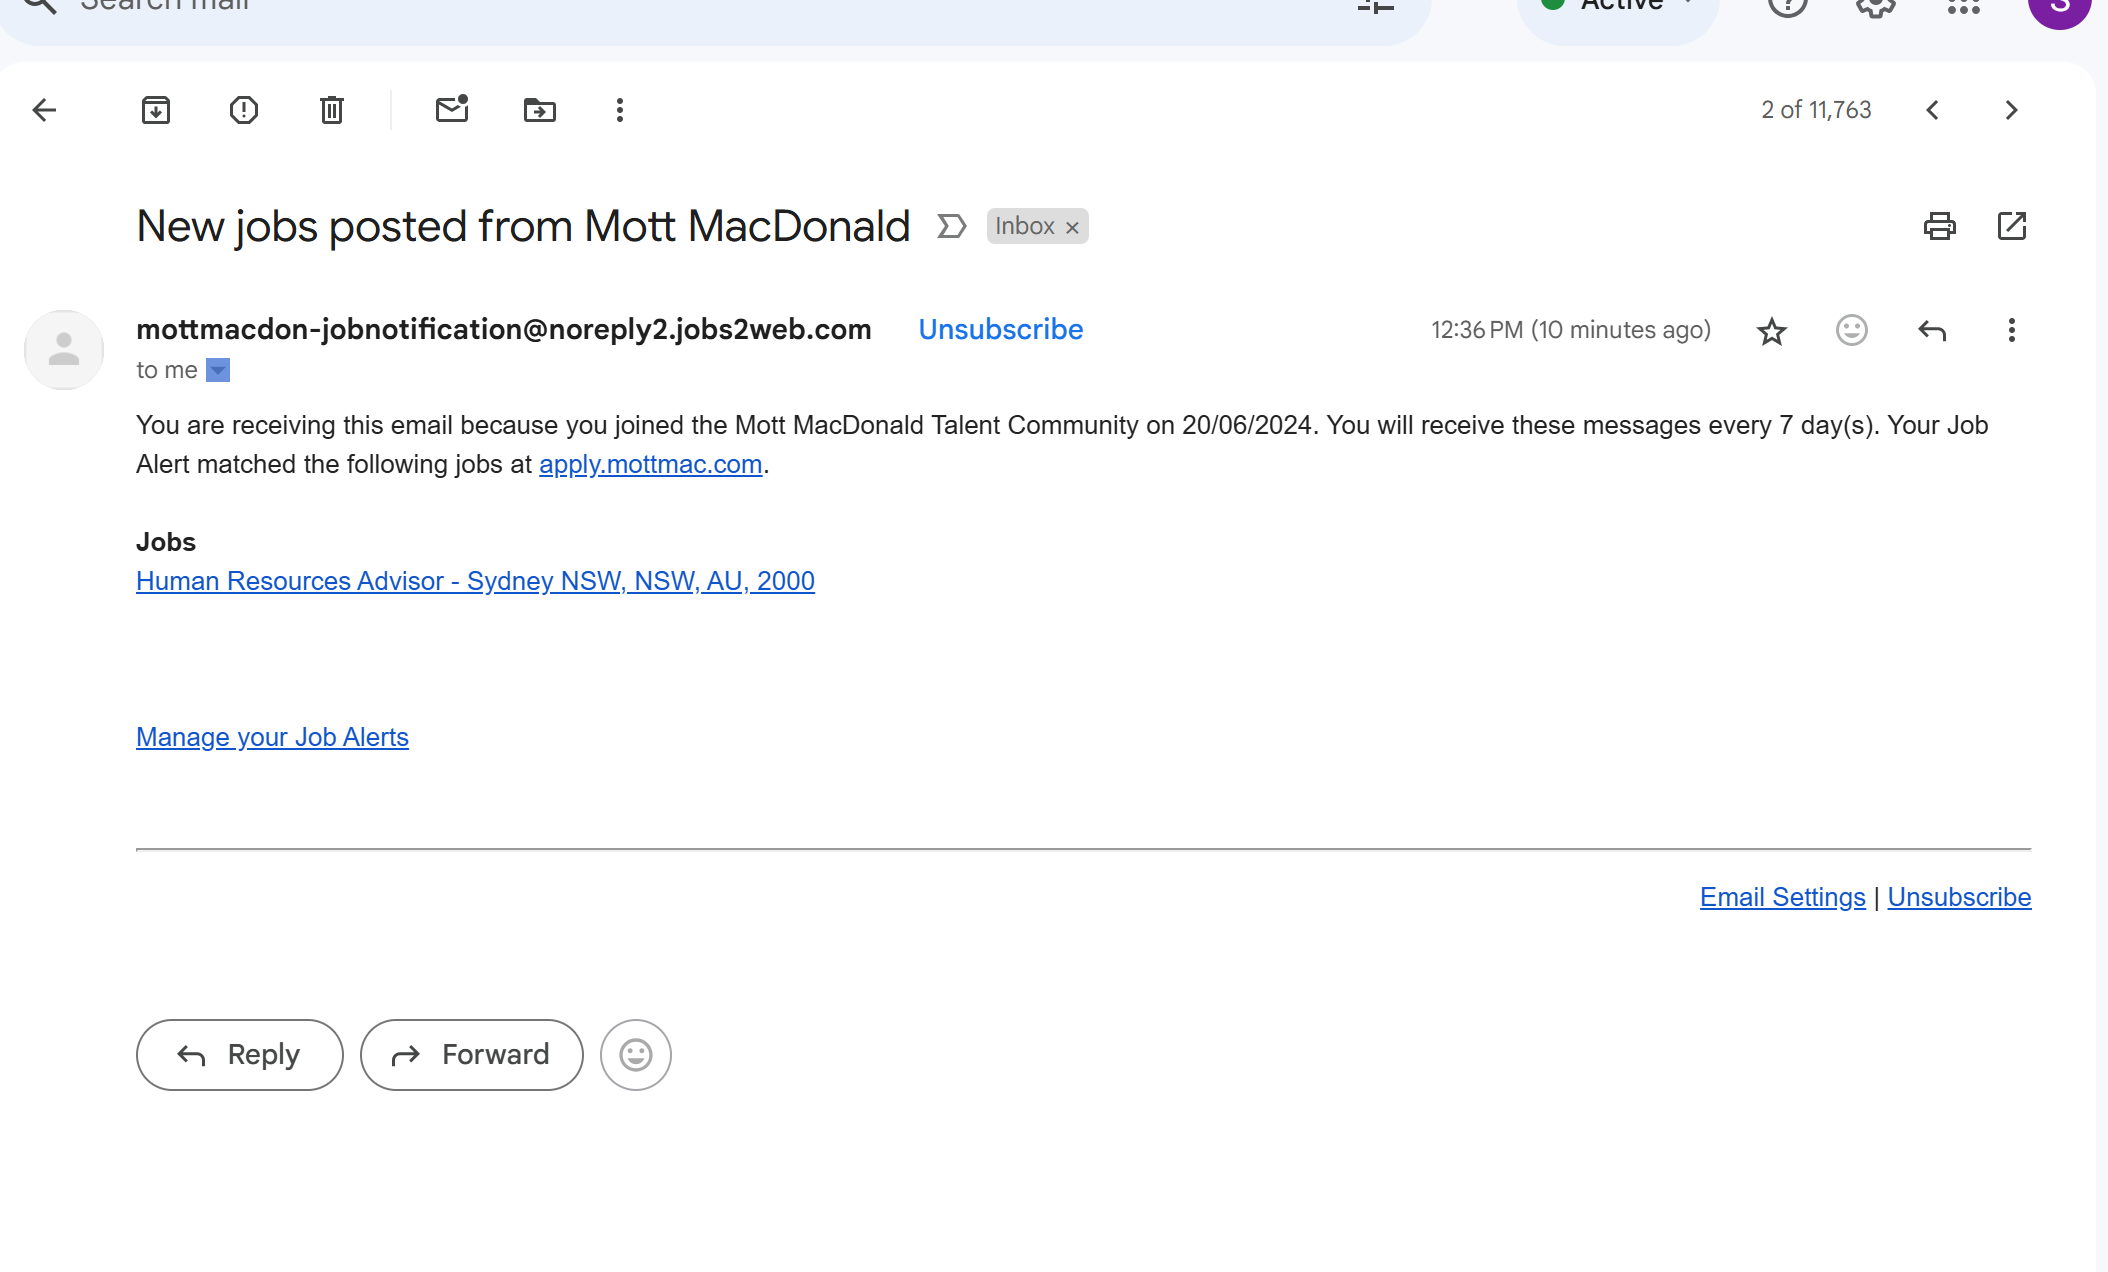 Search mail
Active
S
2 of 11,763
New jobs posted from Mott MacDonald
Inbox ×
mottmacdon-jobnotification@noreply2.jobs2web.com Unsubscribe
12:36 PM (10 minutes ago)
to me
You are receiving this email because you joined the Mott MacDonald Talent Community on 20/06/2024. You will receive these messages every 7 day(s). Your Job
Alert matched the following jobs at apply.mottmac.com.
Jobs
Human Resources Advisor - Sydney NSW, NSW, AU, 2000
Manage your Job Alerts
Email Settings | Unsubscribe
Reply
Forward